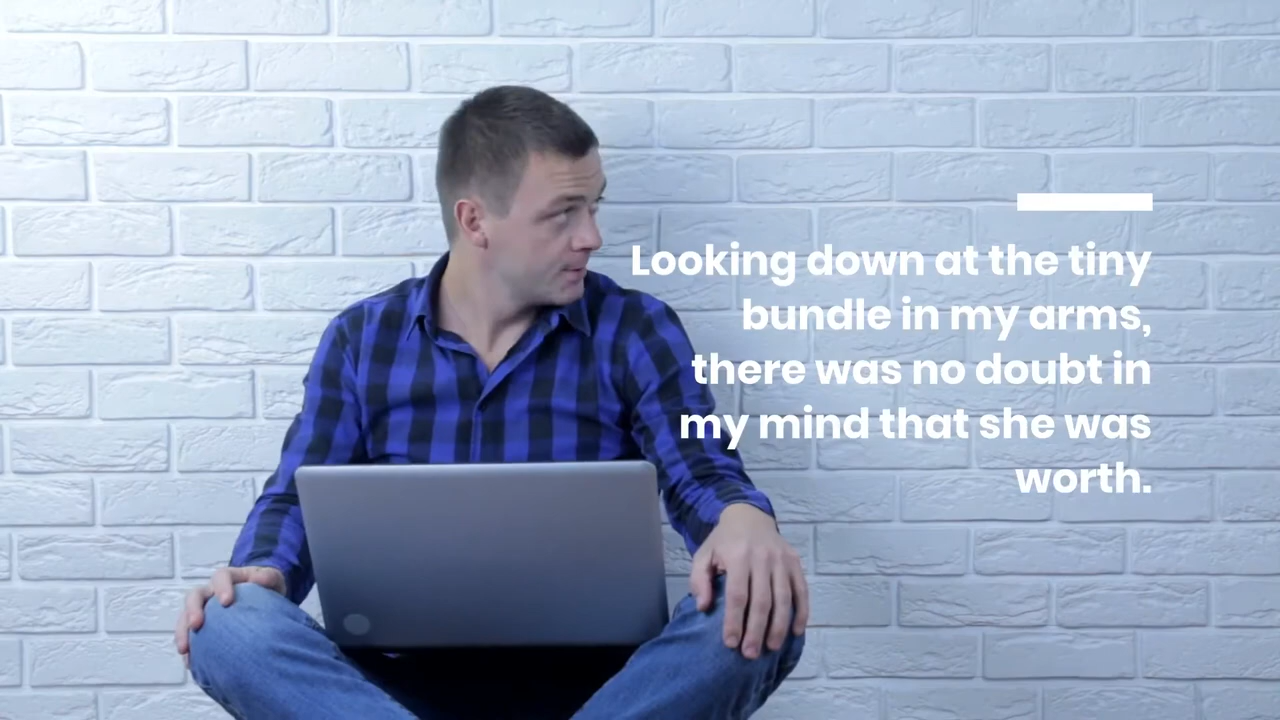 Looking down at the tiny
bundle in my arms,
there was no doubt in
my mind that she was
worth.